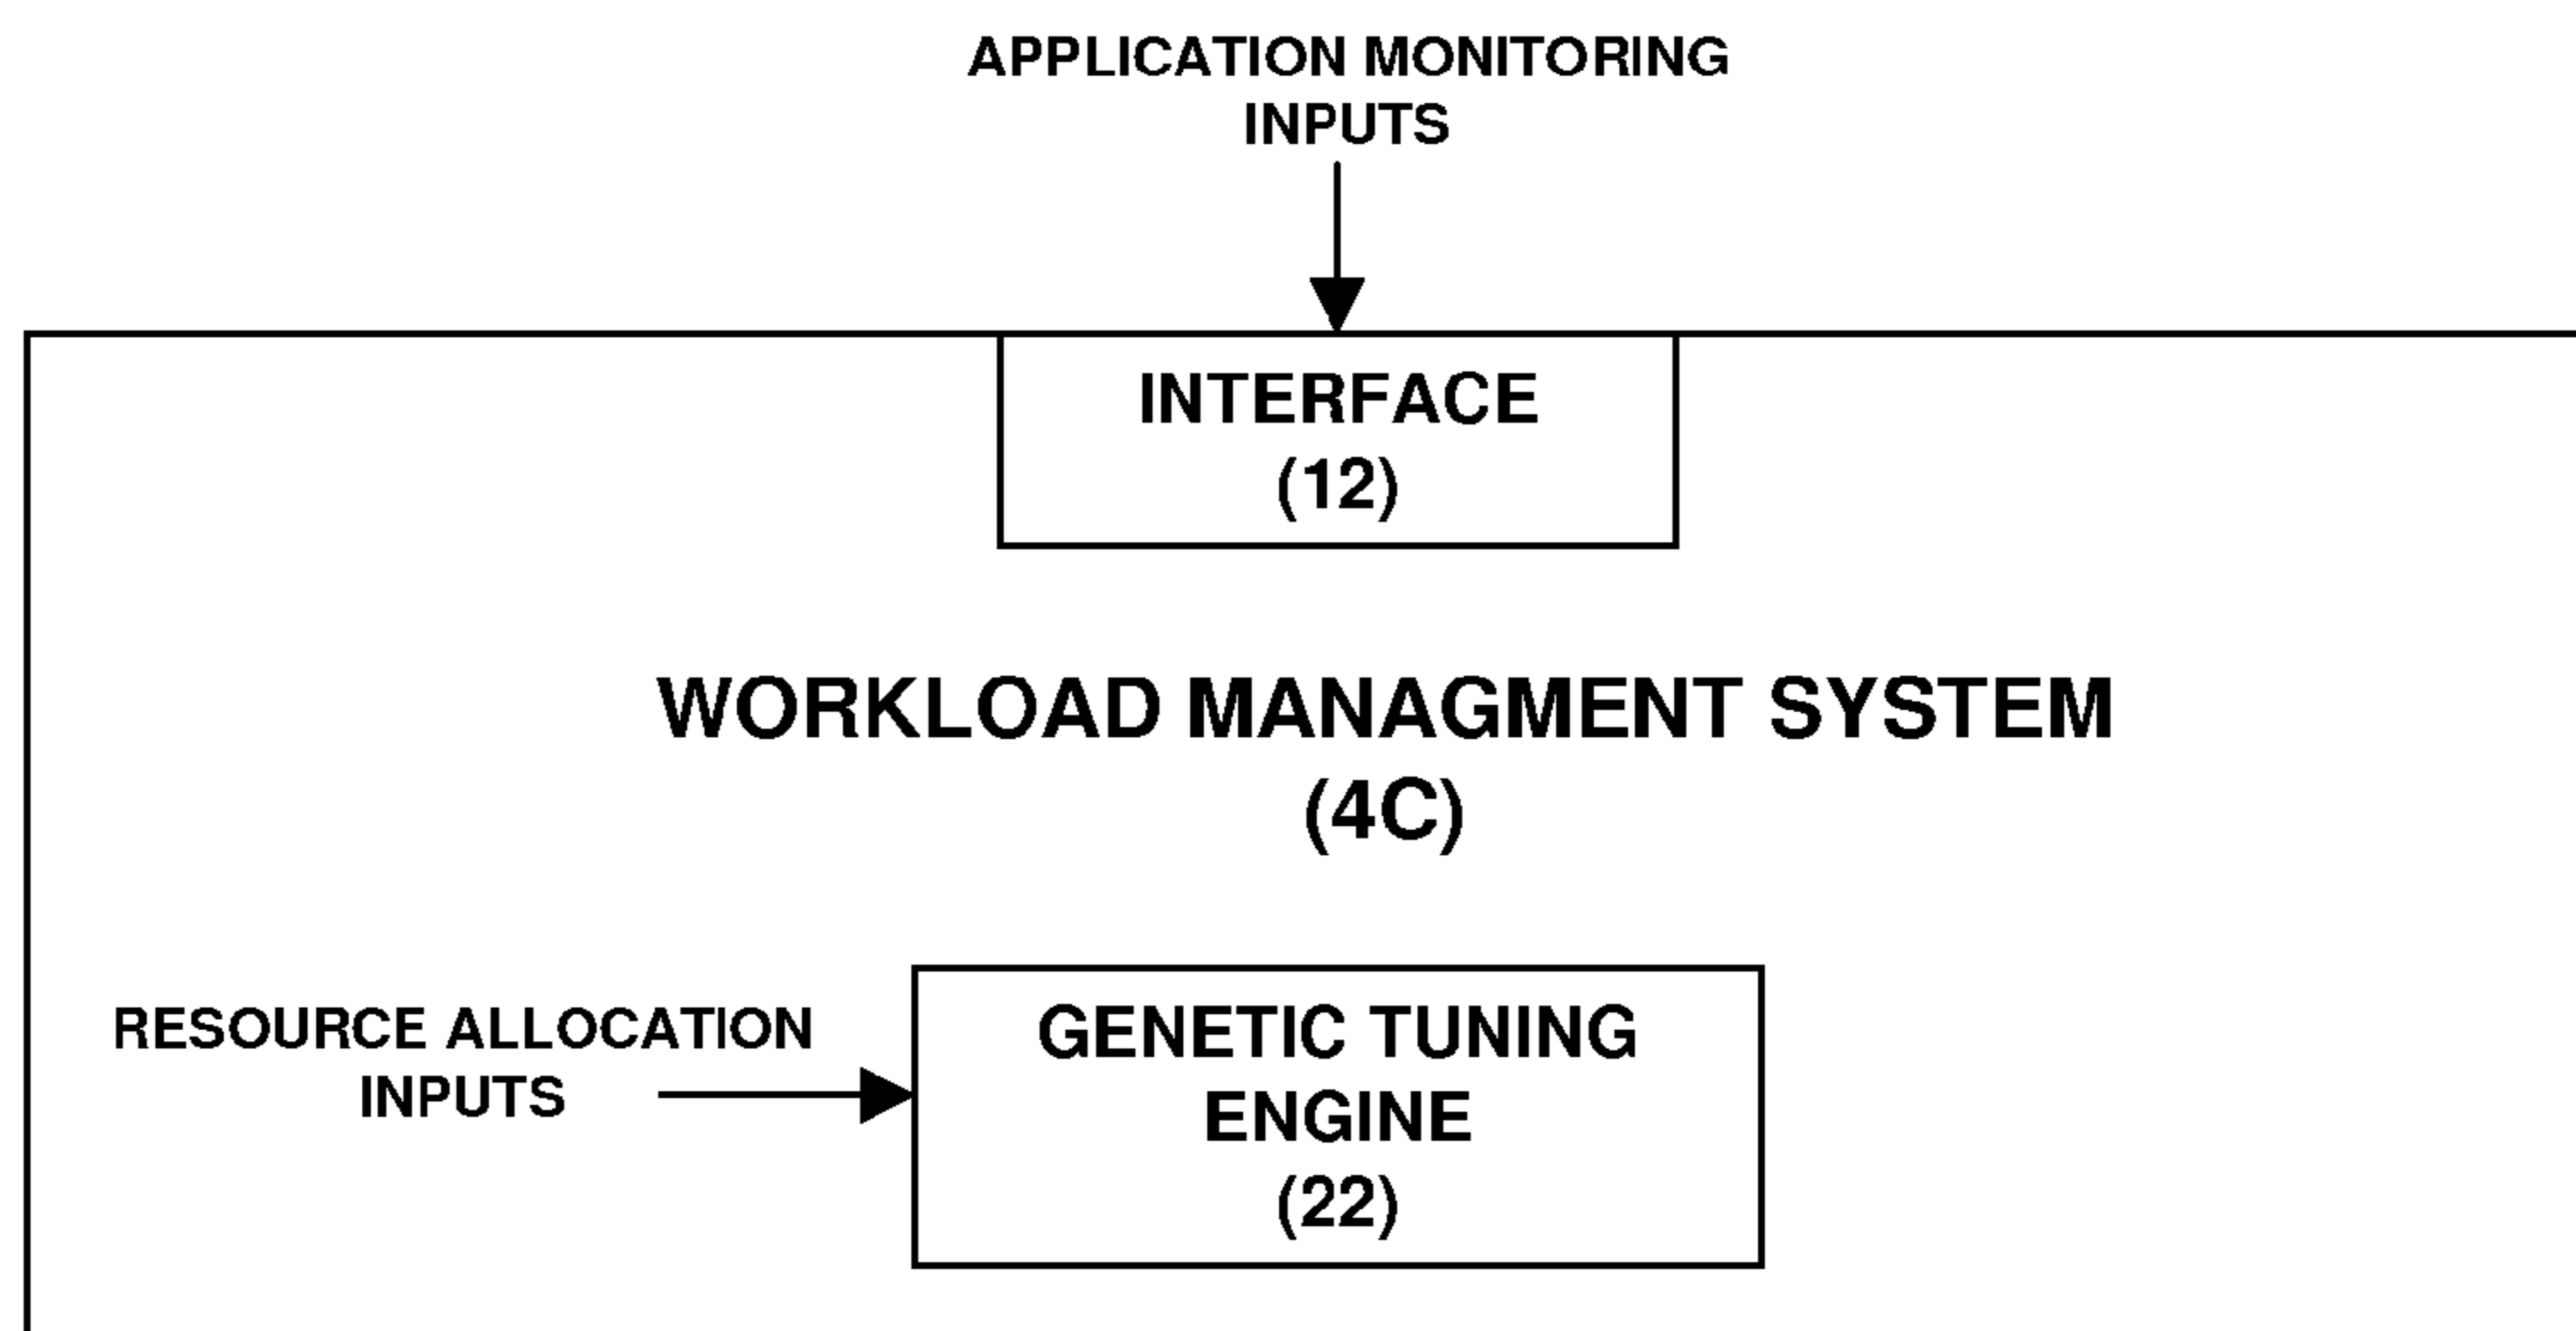 APPLICATION MONITORING
INPUTS
INTERFACE
(12)
WORKLOAD MANAGMENT SYSTEM
(4C)
RESOURCE ALLOCATION
INPUTS
GENETIC TUNING
ENGINE
(22)